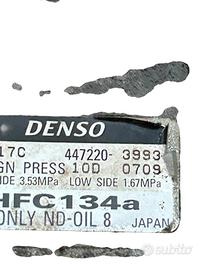 DENSO
17C 447220-3993
GN PRESS 10D 0709
IDE 3.53MPa LOW SIDE 1.67MPa
HFC134a
ONLY ND-OIL 8 JAPAN
subito